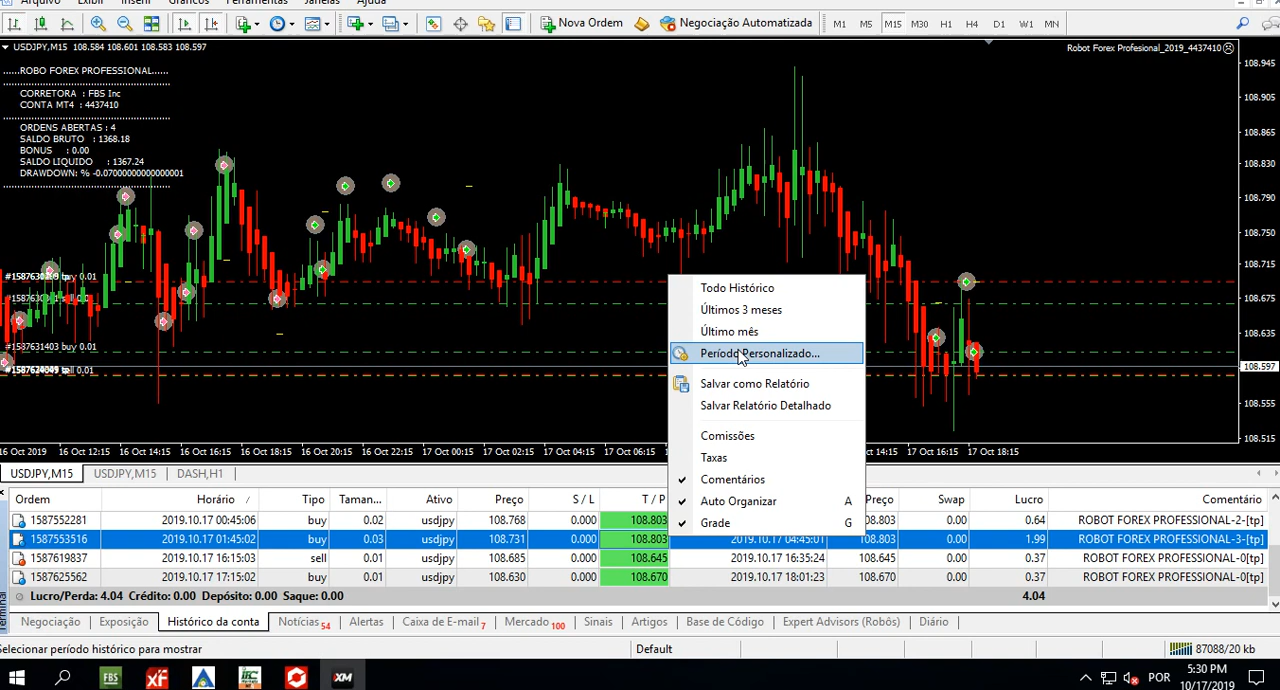 Arquivo Exibir Inserir Gráficos Ferramentas Janelas Ajuda
Nova Ordem Negociação Automatizada M1 M5 M15 M30 H1 H4 D1 W1 MN
USDJPY,M15 108.584 108.601 108.583 108.597
Robot Forex Profesional_2019_4437410
......ROBO FOREX PROFESSIONAL......
CORRETORA : FBS Inc
CONTA MT4 : 4437410
ORDENS ABERTAS : 4
SALDO BRUTO : 1368.18
BONUS : 0.00
SALDO LIQUIDO : 1367.24
DRAWDOWN: % -0.07000000000000001
108.945
108.905
108.870
108.830
108.790
108.750
108.715
108.675
108.635
108.597
108.555
108.515
buy 0.01
#1587631403 buy 0.01
sell 0.01
Todo Histórico
Últimos 3 meses
Último mês
Período Personalizado...
Salvar como Relatório
Salvar Relatório Detalhado
Comissões
Taxas
Comentários
Auto Organizar A
Grade G
16 Oct 2019 16 Oct 12:15 16 Oct 14:15 16 Oct 16:15 16 Oct 18:15 16 Oct 20:15 16 Oct 22:15 17 Oct 00:15 17 Oct 02:15 17 Oct 04:15 17 Oct 06:15 14:15 17 Oct 16:15 17 Oct 18:15
USDJPY,M15 USDJPY,M15 DASH,H1
Ordem Horário / Tipo Taman... Ativo Preço S / L T / P Preço Swap Lucro Comentário
1587552281 2019.10.17 00:45:06 buy 0.02 usdjpy 108.768 0.000 108.803 108.803 0.00 0.64 ROBOT FOREX PROFESSIONAL-2-[tp]
1587553516 2019.10.17 01:45:02 buy 0.03 usdjpy 108.731 0.000 108.803 2019.10.17 04:45:01 108.803 0.00 1.99 ROBOT FOREX PROFESSIONAL-3-[tp]
1587619837 2019.10.17 16:15:03 sell 0.01 usdjpy 108.685 0.000 108.645 2019.10.17 16:35:24 108.645 0.00 0.37 ROBOT FOREX PROFESSIONAL-0[tp]
1587625562 2019.10.17 17:15:02 buy 0.01 usdjpy 108.630 0.000 108.670 2019.10.17 18:01:23 108.670 0.00 0.37 ROBOT FOREX PROFESSIONAL-0[tp]
Lucro/Perda: 4.04 Crédito: 0.00 Depósito: 0.00 Saque: 0.00 4.04
Terminal
Negociação Exposição Histórico da conta Notícias 54 Alertas Caixa de E-mail 7 Mercado 100 Sinais Artigos Base de Código Expert Advisors (Robôs) Diário
Selecionar período histórico para mostrar Default 87088/20 kb
FBS xf IFC XM POR 5:30 PM
10/17/2019